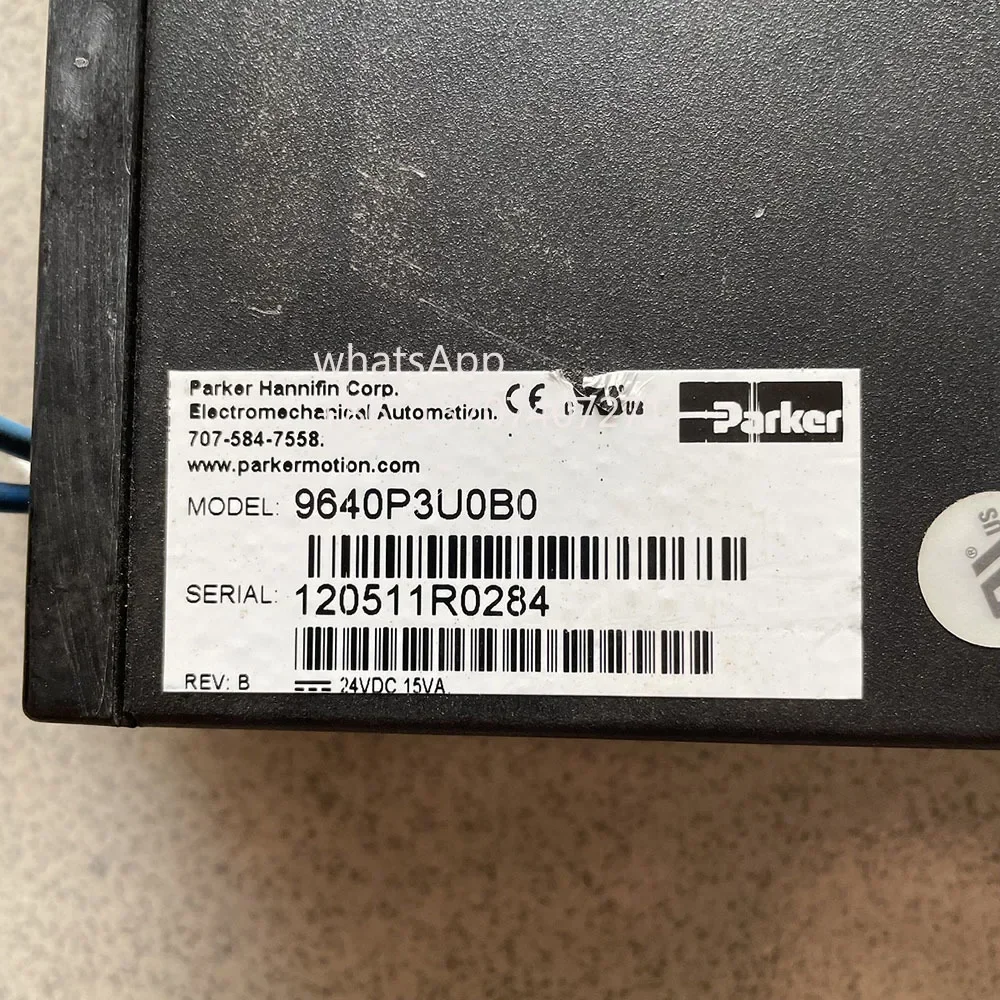 whatsApp
Parker Hannifin Corp.
Electromechanical Automation.
707-584-7558.
www.parkermotion.com
CE
Parker
MODEL: 9640P3U0B0
SERIAL: 120511R0284
REV: B
24VDC 15VA
US
®